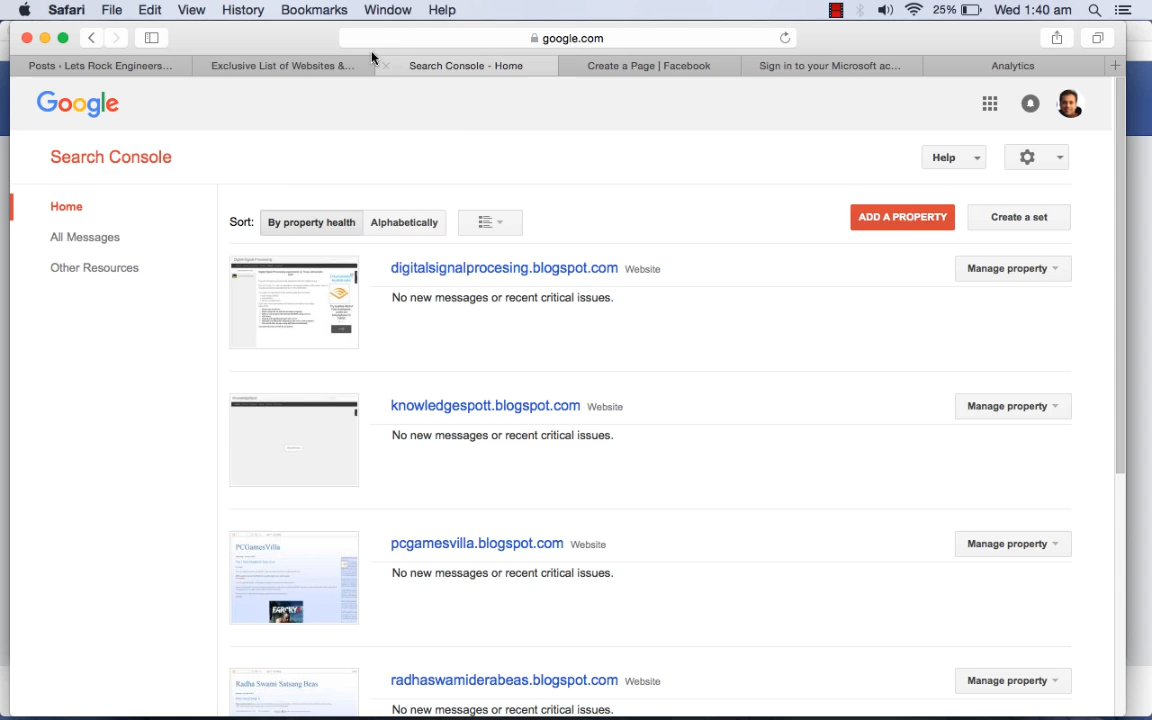 Safari File Edit View History Bookmarks Window Help 25% Wed 1:40 am
google.com
Posts ‹ Lets Rock Engineers... Exclusive List of Websites &... Search Console - Home Create a Page | Facebook Sign in to your Microsoft ac... Analytics
Google
Search Console
Help
Home
All Messages
Other Resources
Sort: By property health Alphabetically
ADD A PROPERTY Create a set
digitalsignalprocesing.blogspot.com Website
Manage property
No new messages or recent critical issues.
knowledgespott.blogspot.com Website
Manage property
No new messages or recent critical issues.
PCGamesVilla
pcgamesvilla.blogspot.com Website
Manage property
No new messages or recent critical issues.
FARCRY
Radha Swami Satsang Beas
radhaswamiderabeas.blogspot.com Website
Manage property
No new messages or recent critical issues.